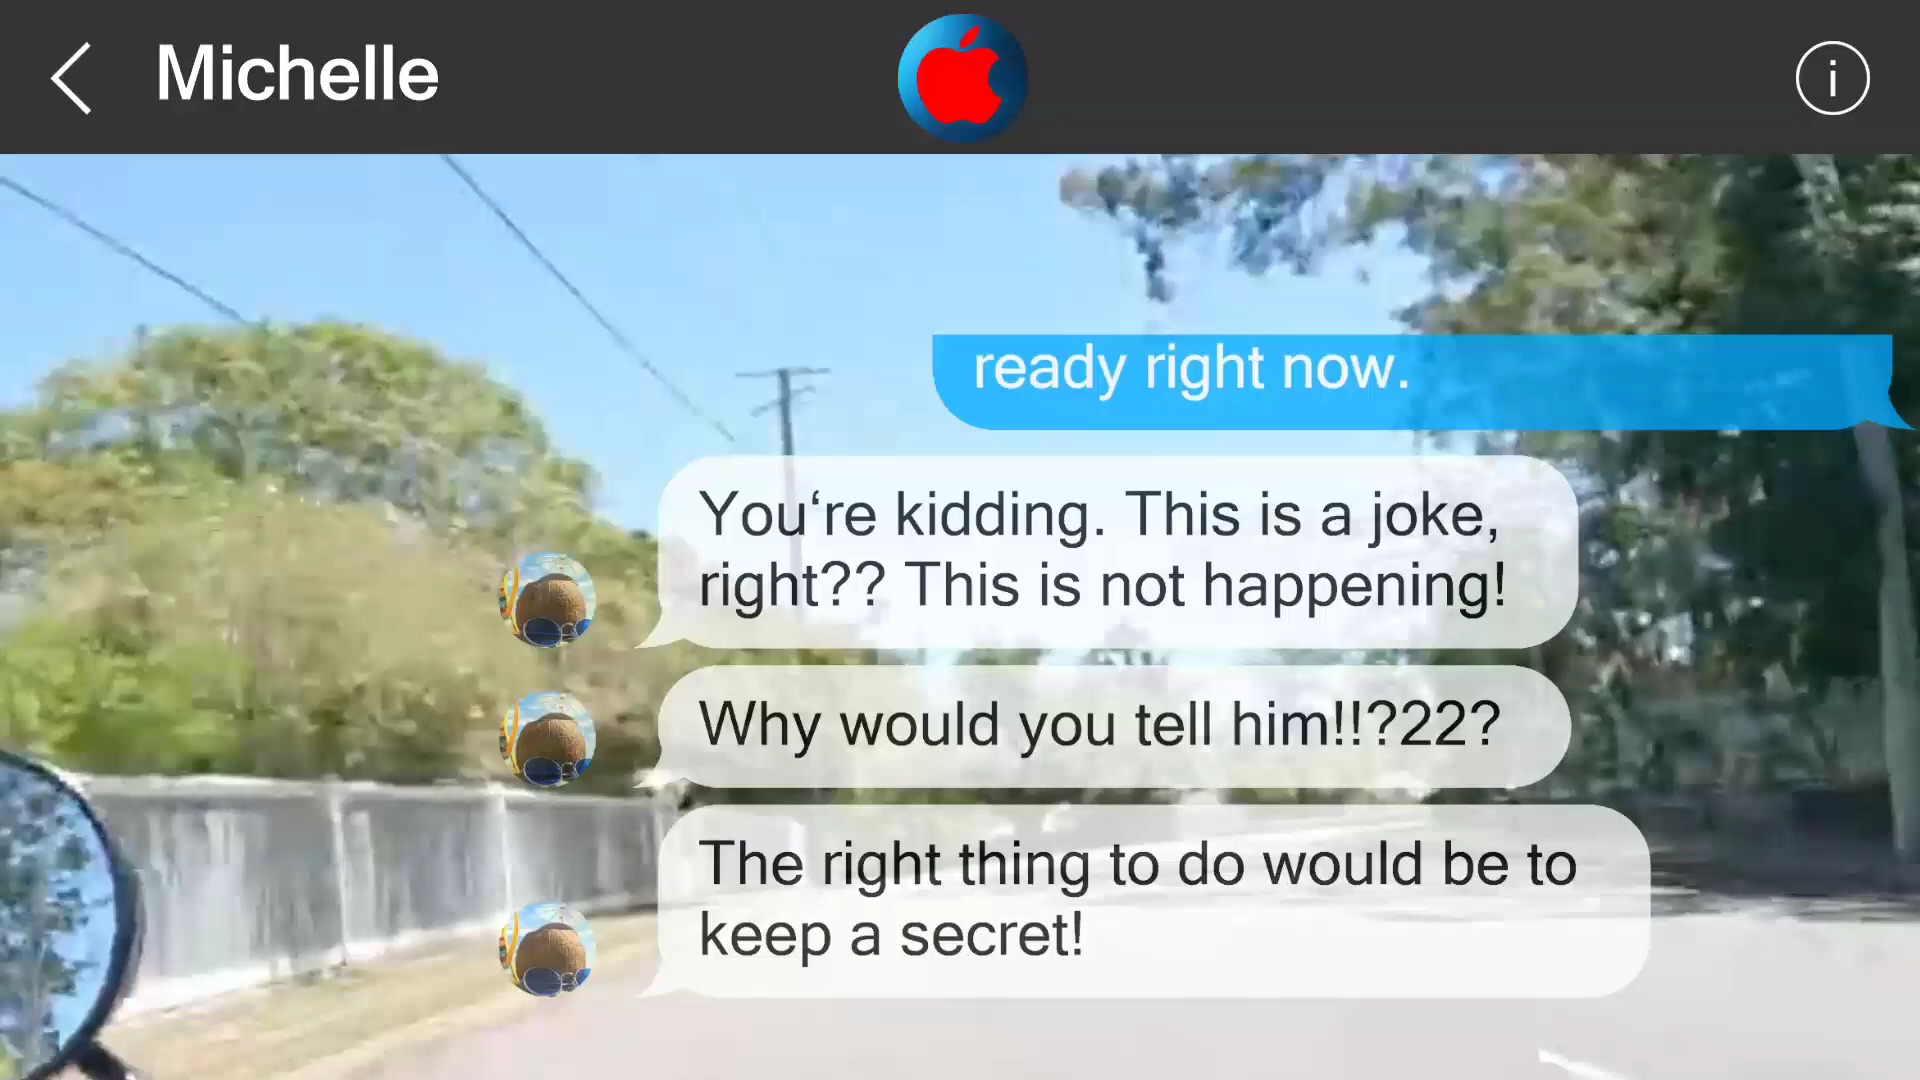 Michelle
i
ready right now.
You‘re kidding. This is a joke,
right?? This is not happening!
Why would you tell him!!?22?
The right thing to do would be to
keep a secret!